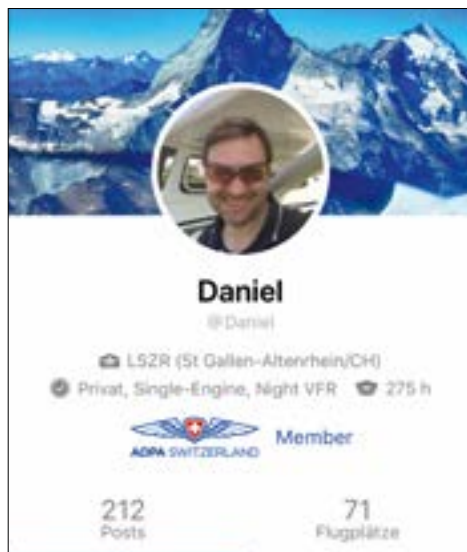 Daniel
@Daniel
LSZR (St Gallen-Altenrhein/CH)
Privat, Single-Engine, Night VFR 275 h
AOPA SWITZERLAND Member
212 71
Posts Flugplätze